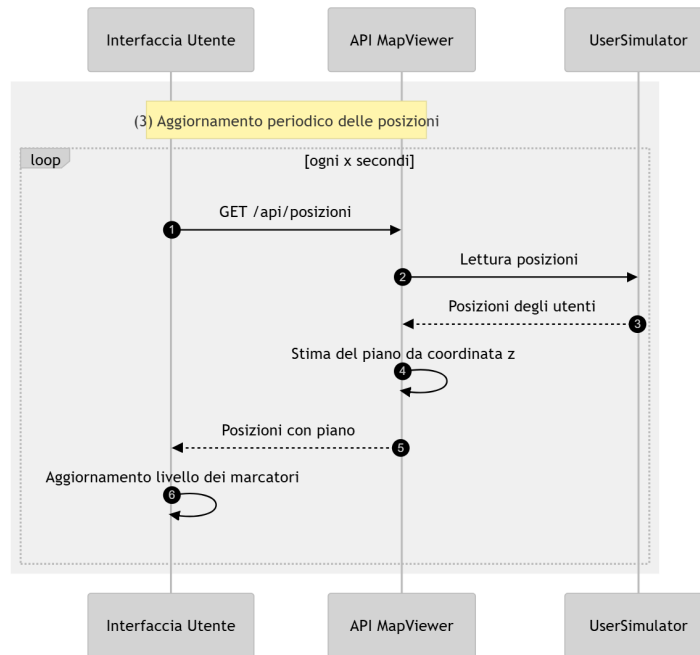 Interfaccia Utente
API MapViewer
UserSimulator
(3) Aggiornamento periodico delle posizioni
loop
[ogni x secondi]
GET /api/posizioni
1
Lettura posizioni
2
Posizioni degli utenti
3
Stima del piano da coordinata z
4
Posizioni con piano
5
Aggiornamento livello dei marcatori
6
Interfaccia Utente
API MapViewer
UserSimulator